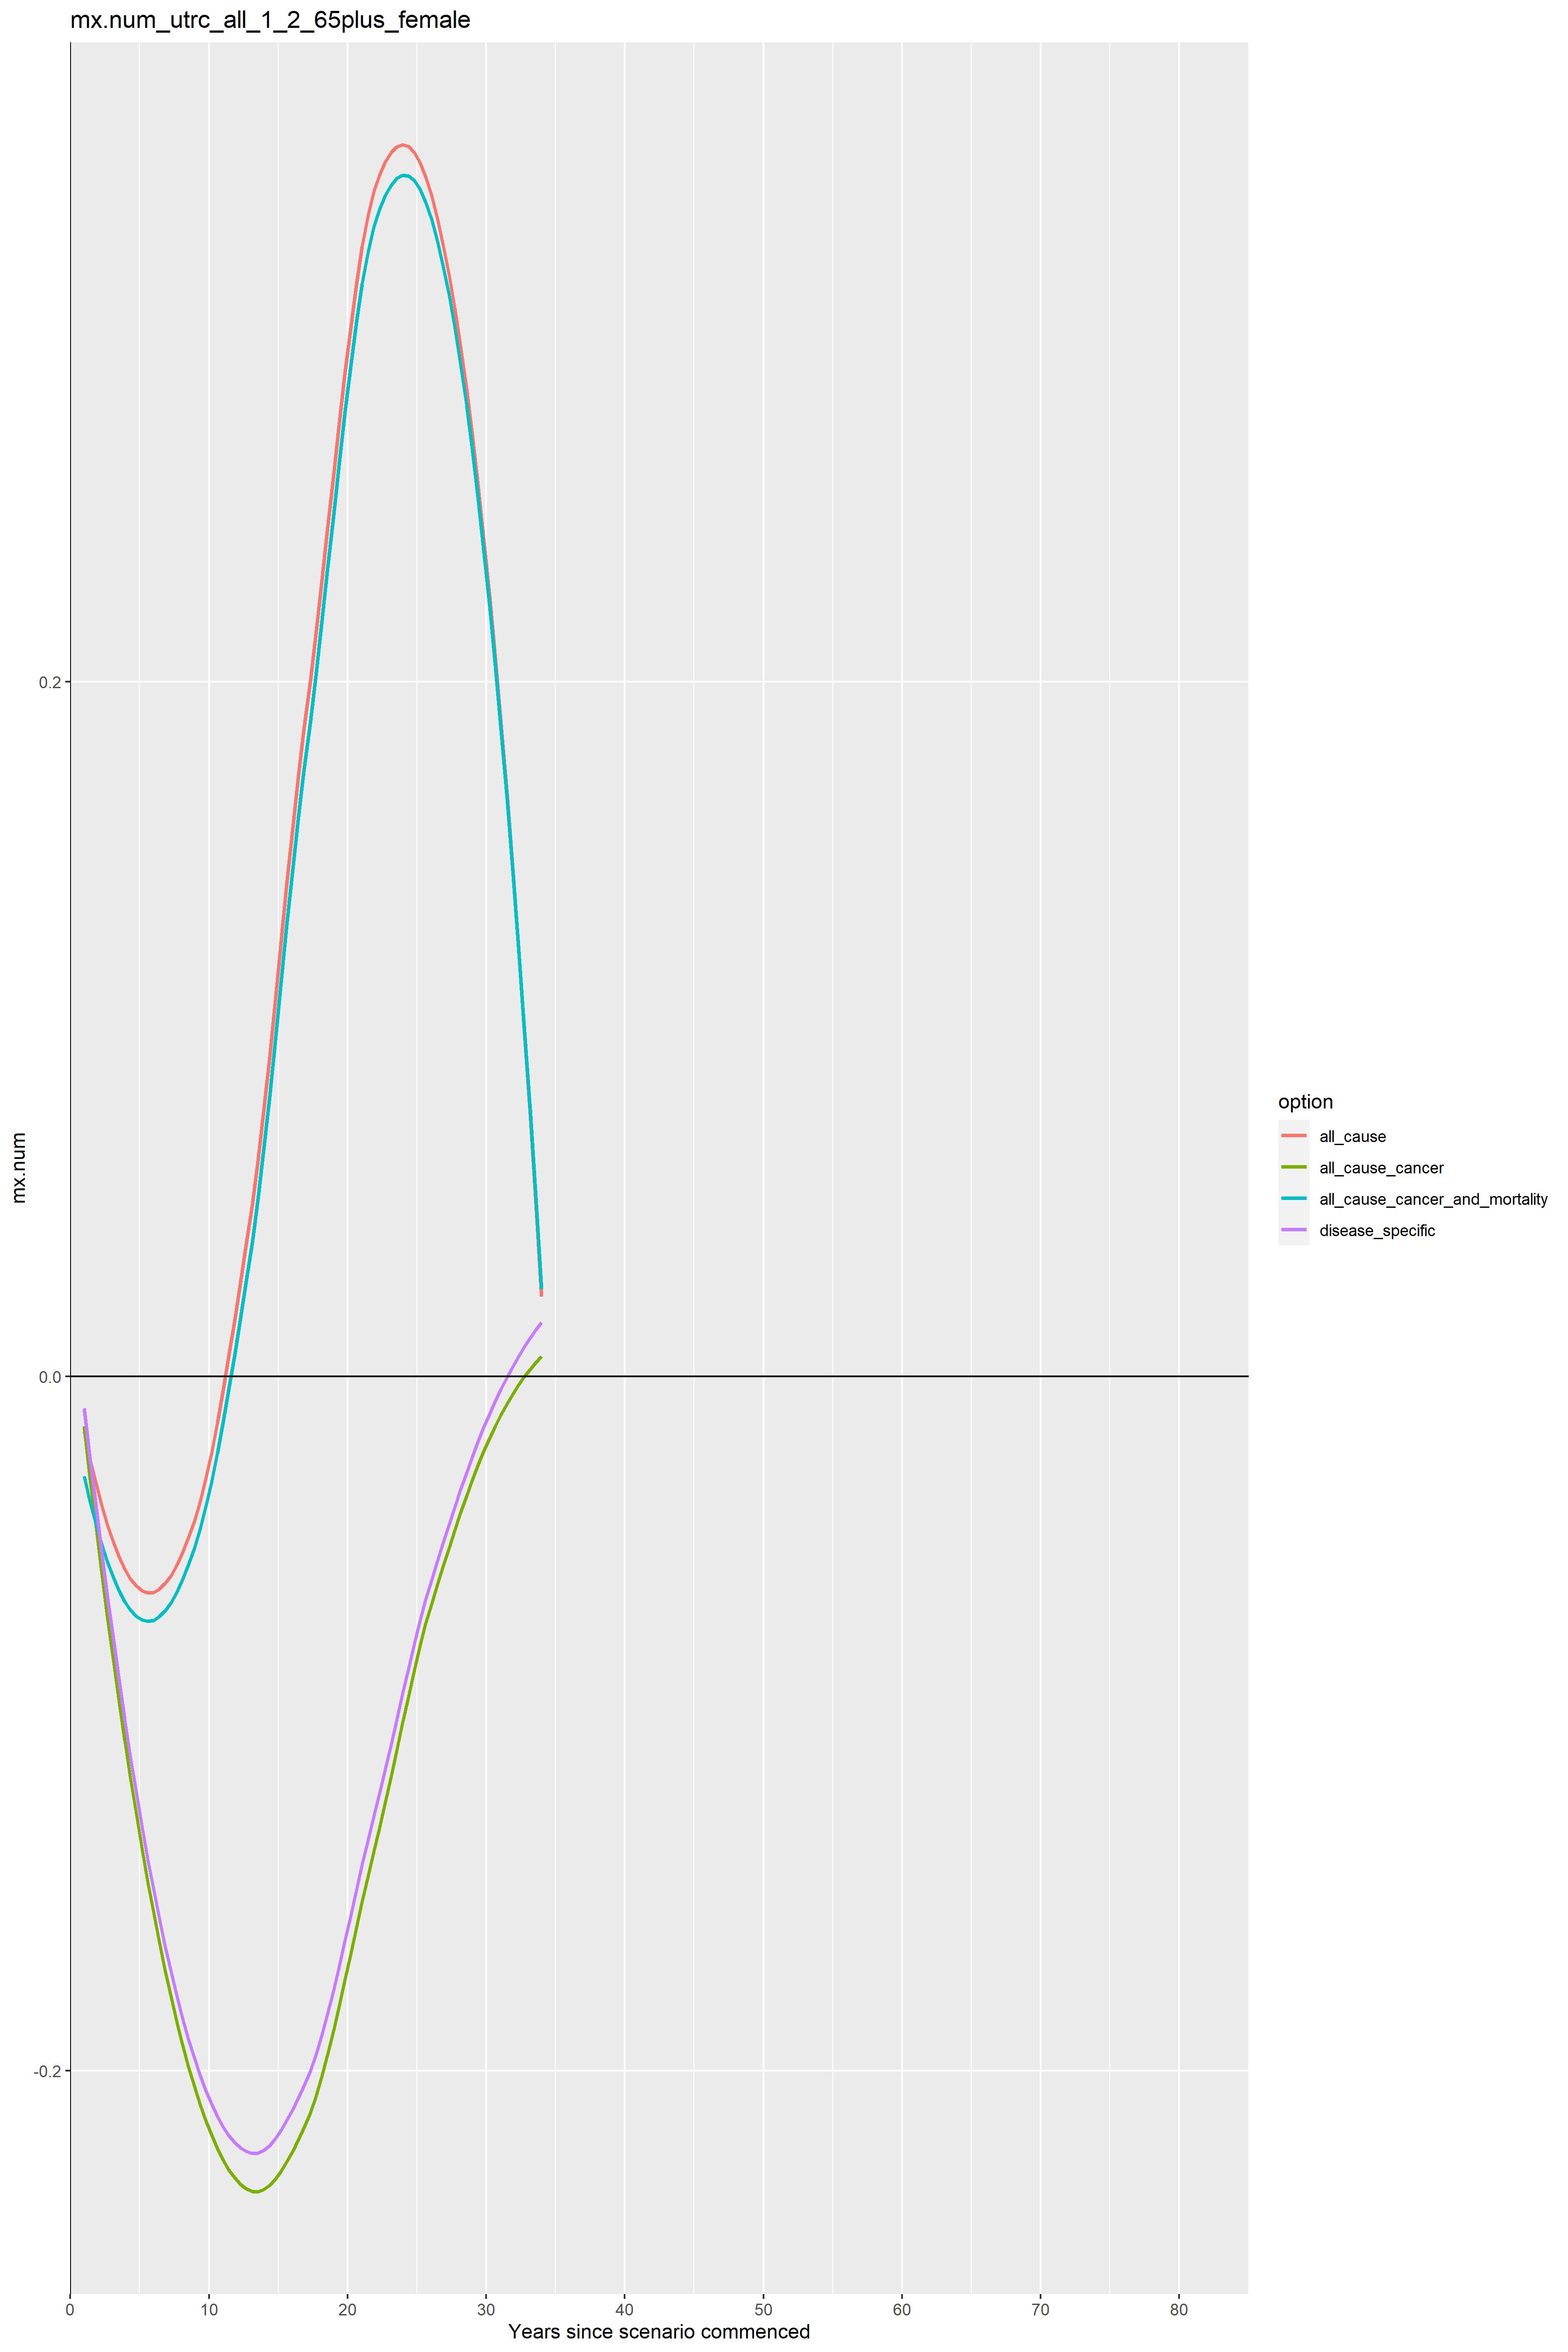 mx.num_utrc_all_1_2_65plus_female
mx.num
0.2
0.0
-0.2
0 10 20 30 40 50 60 70 80
Years since scenario commenced
option
all_cause
all_cause_cancer
all_cause_cancer_and_mortality
disease_specific